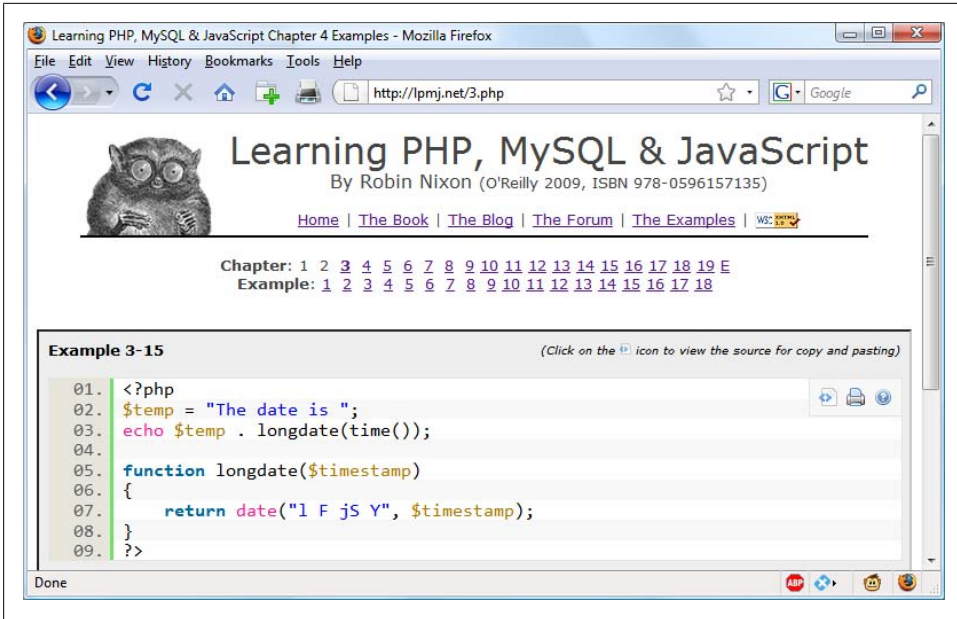 Learning PHP, MySQL & JavaScript Chapter 4 Examples - Mozilla Firefox
File Edit View History Bookmarks Tools Help
http://lpmj.net/3.php
G Google
Learning PHP, MySQL & JavaScript
By Robin Nixon (O'Reilly 2009, ISBN 978-0596157135)
Home | The Book | The Blog | The Forum | The Examples | W3C XHTML 1.0
Chapter: 1 2 3 4 5 6 7 8 9 10 11 12 13 14 15 16 17 18 19 E
Example: 1 2 3 4 5 6 7 8 9 10 11 12 13 14 15 16 17 18
Example 3-15
(Click on the icon to view the source for copy and pasting)
01. <?php
02. $temp = "The date is ";
03. echo $temp . longdate(time());
04.
05. function longdate($timestamp)
06. {
07. return date("l F jS Y", $timestamp);
08. }
09. ?>
Done
ABP